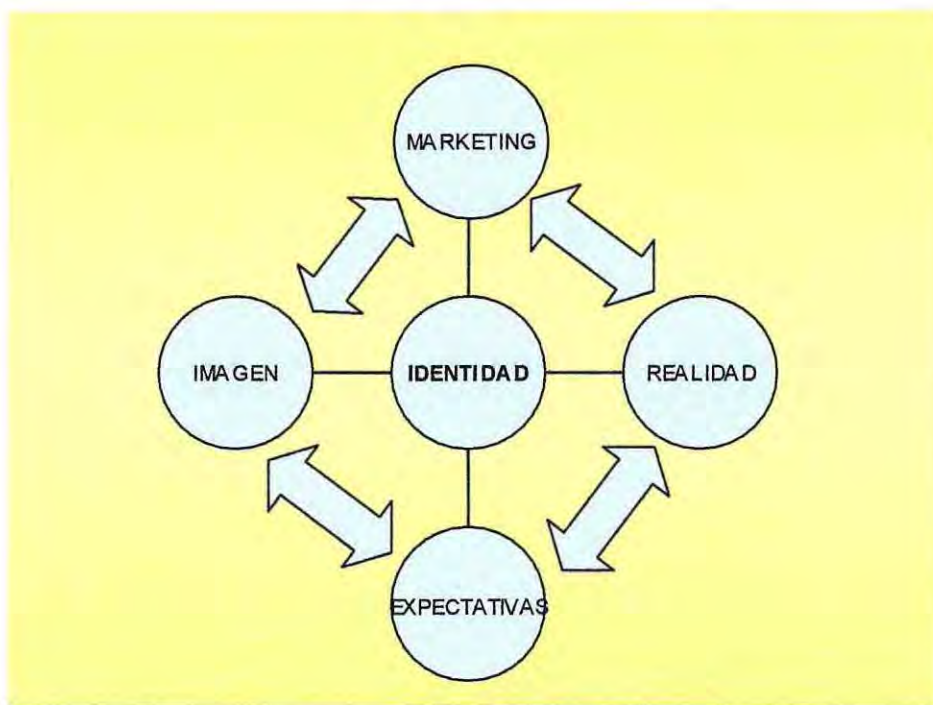 MARKETING
IMAGEN
IDENTIDAD
REALIDAD
EXPECTATIVAS